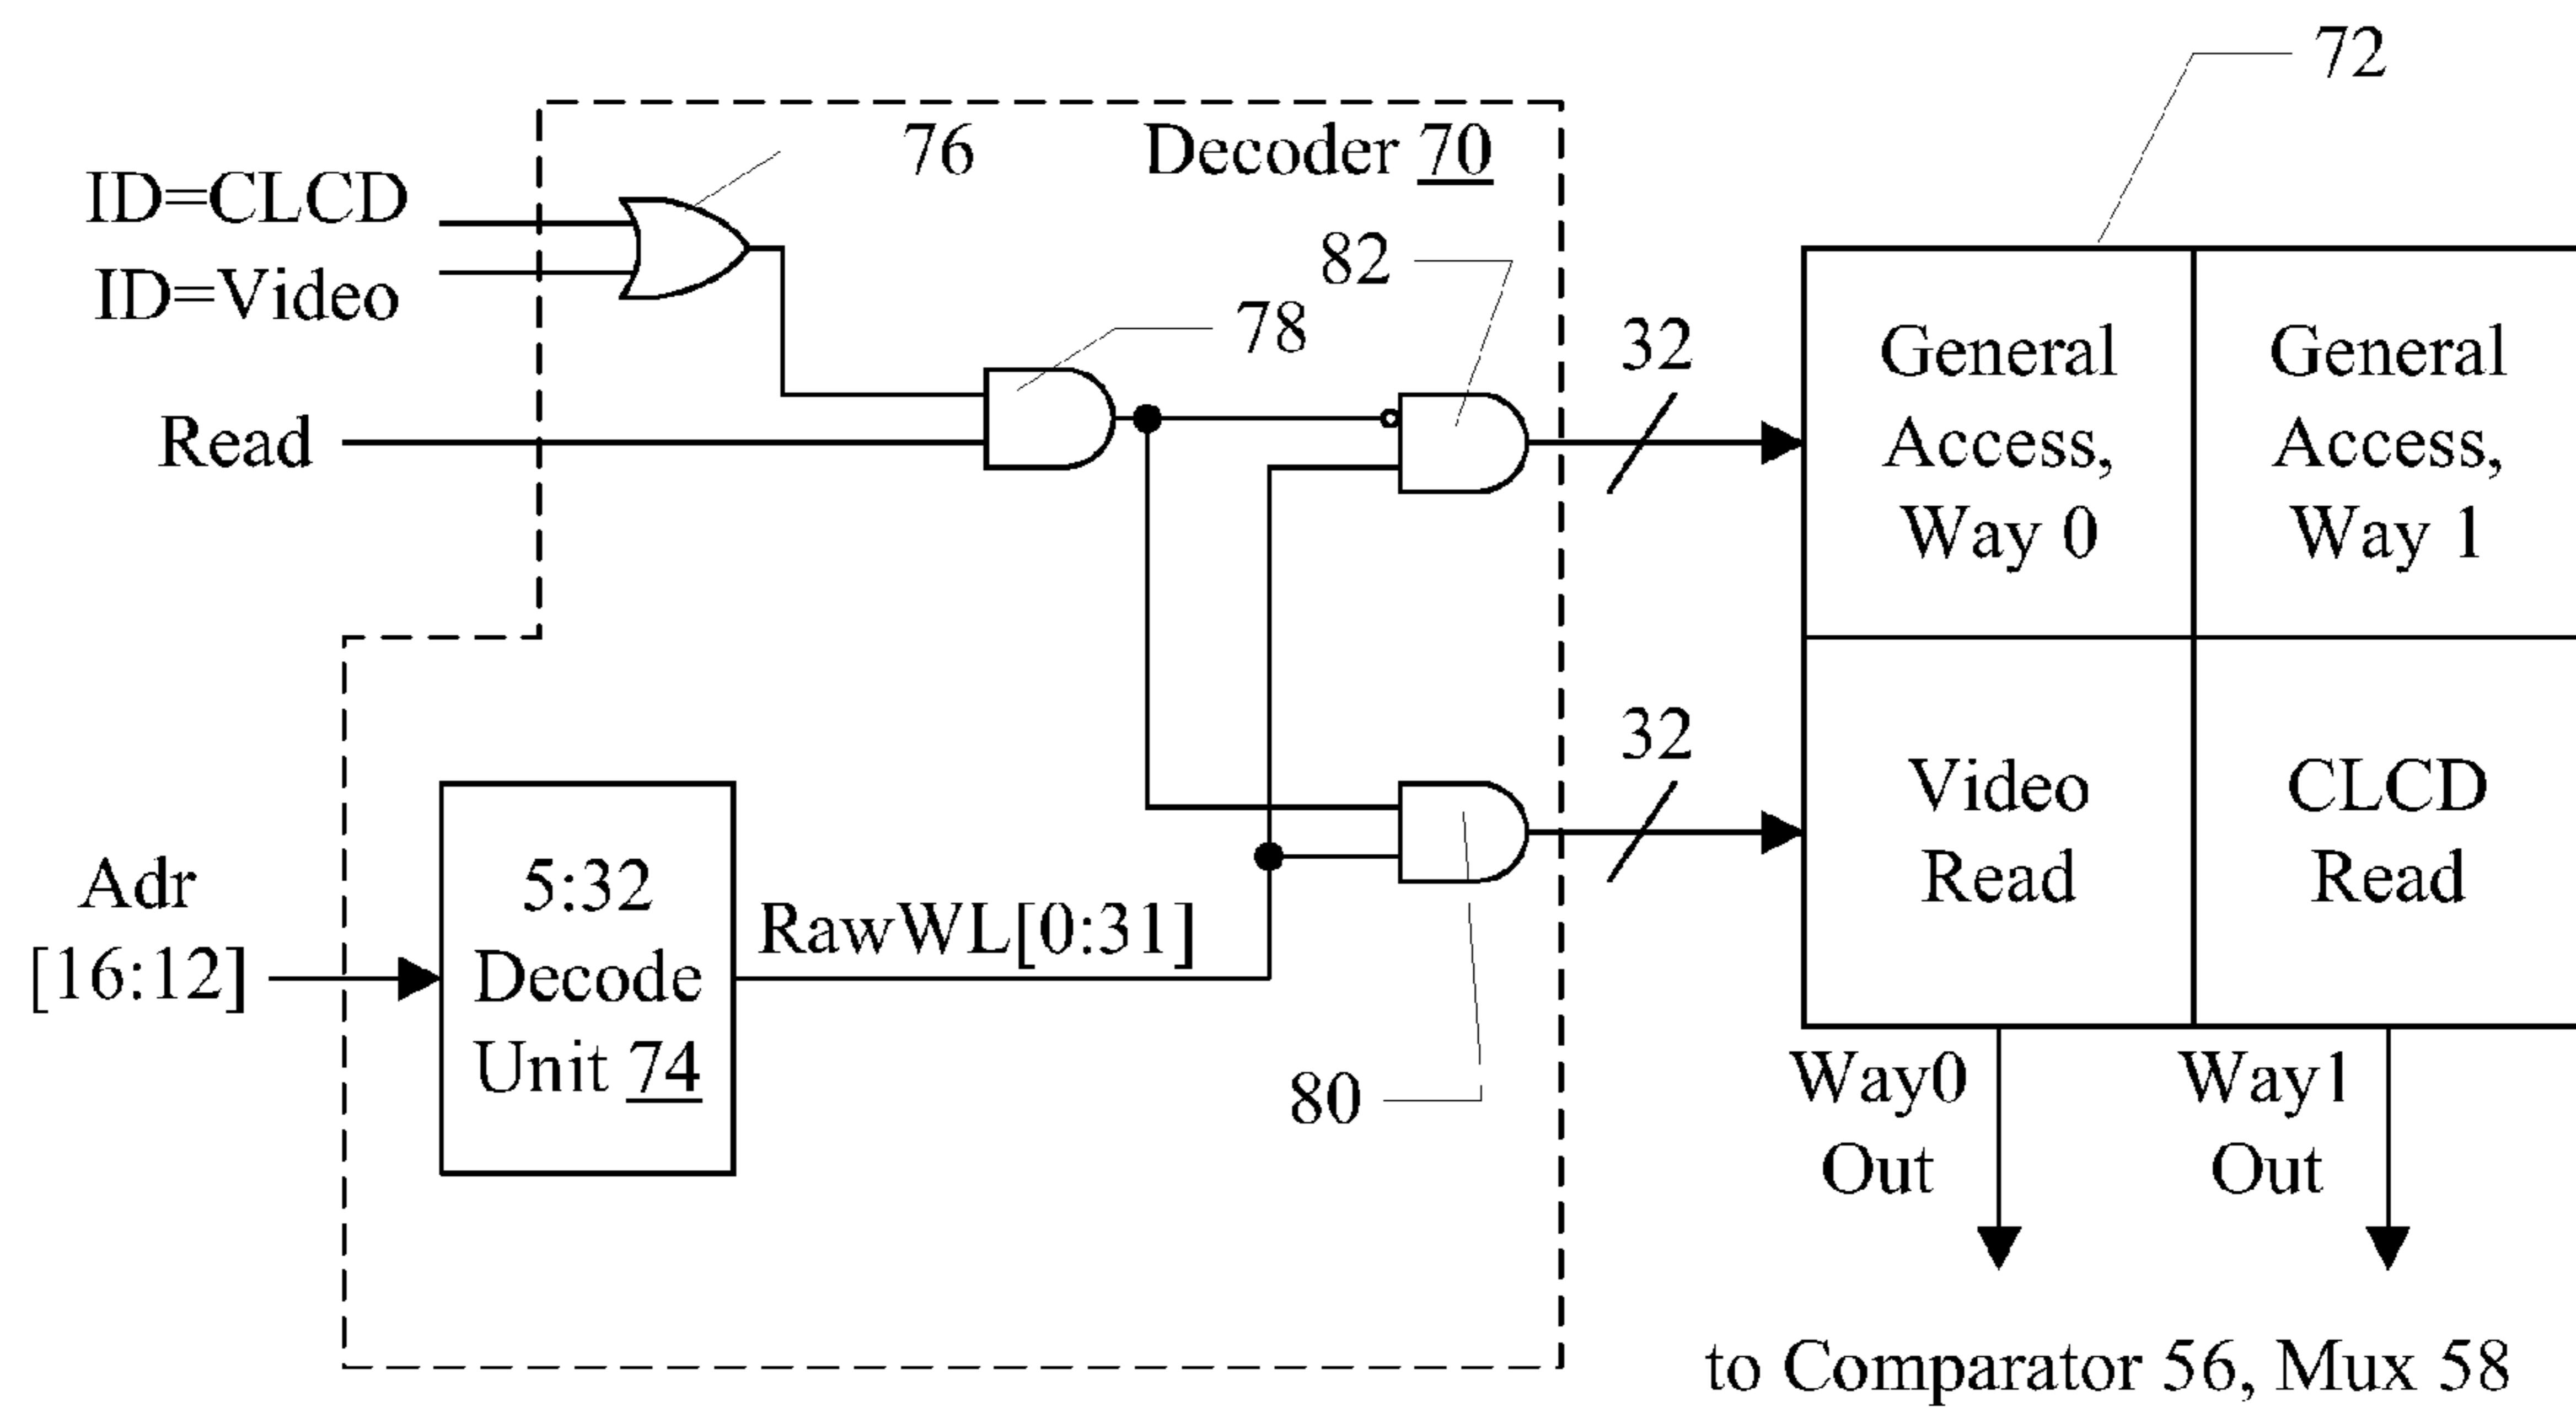 72
76
Decoder 70
ID=CLCD
ID=Video
82
78
32
Read
General
Access,
Way 0
General
Access,
Way 1
32
Video
Read
CLCD
Read
Adr
[16:12]
5:32
Decode
Unit 74
RawWL[0:31]
80
Way0
Out
Way1
Out
to Comparator 56, Mux 58